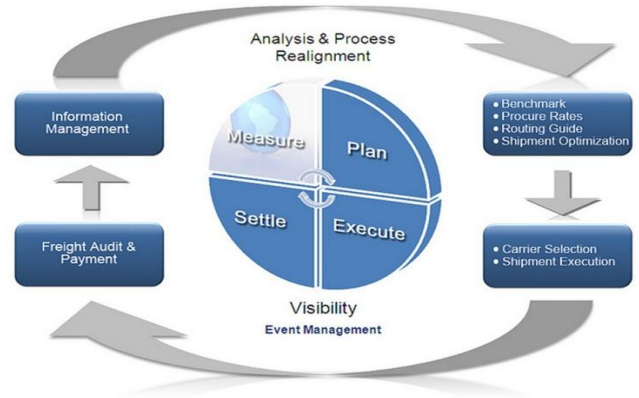 Analysis & Process
Realignment
Information
Management
• Benchmark
• Procure Rates
• Routing Guide
• Shipment Optimization
Measure
Plan
Settle
Execute
Freight Audit &
Payment
• Carrier Selection
• Shipment Execution
Visibility
Event Management